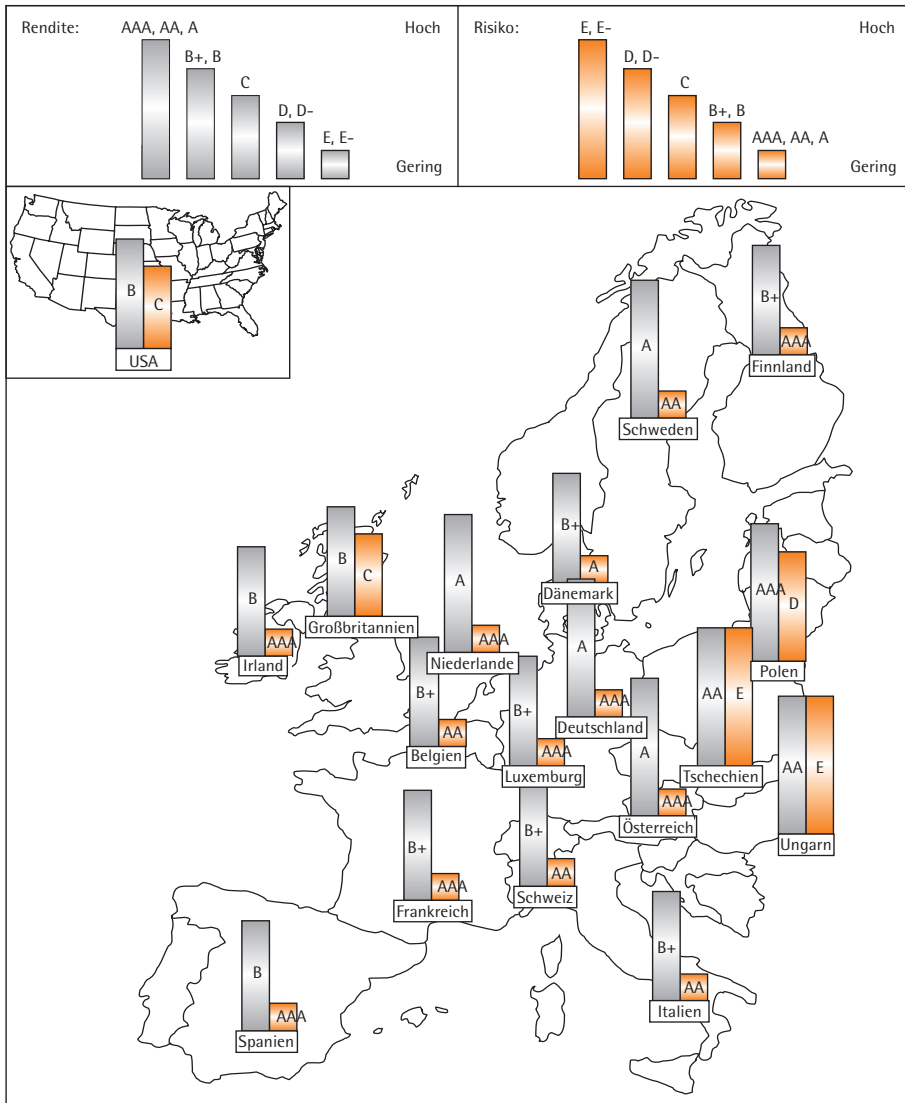 Rendite:
AAA, AA, A
Hoch
B+, B
C
D, D-
E, E-
Gering
Risiko:
E, E-
Hoch
D, D-
C
B+, B
AAA, AA, A
Gering
B
C
USA
B+
AAA
Finnland
A
AA
Schweden
B+
A
Dänemark
B
C
Großbritannien
A
AAA
Niederlande
B
AAA
Irland
AAA
D
Polen
A
AAA
Deutschland
B+
AA
Belgien
B+
AAA
Luxemburg
AA
E
Tschechien
A
AAA
Österreich
AA
E
Ungarn
B+
AAA
Frankreich
B+
AA
Schweiz
B+
AA
Italien
B
AAA
Spanien